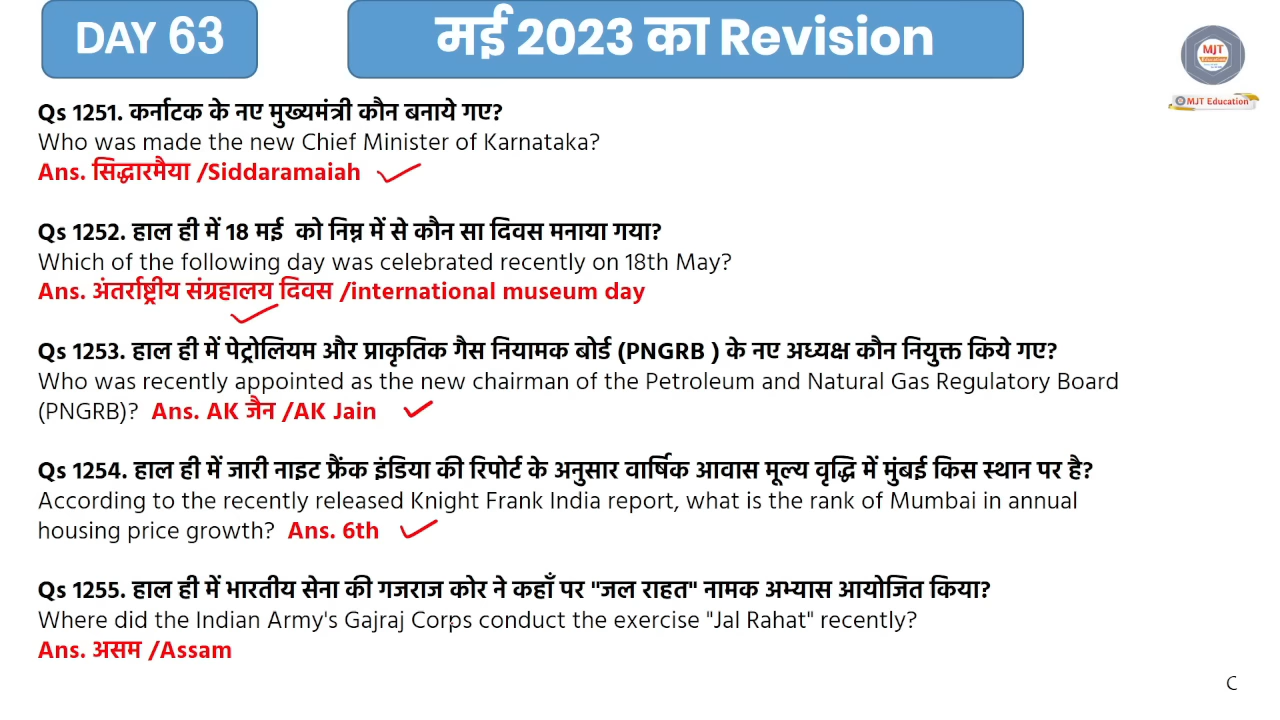 DAY 63
मई 2023 का Revision
MJT
Education
MJT Education
Qs 1251. कर्नाटक के नए मुख्यमंत्री कौन बनाये गए?
Who was made the new Chief Minister of Karnataka?
Ans. सिद्धारमैया /Siddaramaiah
Qs 1252. हाल ही में 18 मई को निम्न में से कौन सा दिवस मनाया गया?
Which of the following day was celebrated recently on 18th May?
Ans. अंतर्राष्ट्रीय संग्रहालय दिवस /international museum day
Qs 1253. हाल ही में पेट्रोलियम और प्राकृतिक गैस नियामक बोर्ड (PNGRB ) के नए अध्यक्ष कौन नियुक्त किये गए?
Who was recently appointed as the new chairman of the Petroleum and Natural Gas Regulatory Board
(PNGRB)? Ans. AK जैन /AK Jain
Qs 1254. हाल ही में जारी नाइट फ्रैंक इंडिया की रिपोर्ट के अनुसार वार्षिक आवास मूल्य वृद्धि में मुंबई किस स्थान पर है?
According to the recently released Knight Frank India report, what is the rank of Mumbai in annual
housing price growth? Ans. 6th
Qs 1255. हाल ही में भारतीय सेना की गजराज कोर ने कहाँ पर "जल राहत" नामक अभ्यास आयोजित किया?
Where did the Indian Army's Gajraj Corps conduct the exercise "Jal Rahat" recently?
Ans. असम /Assam
C